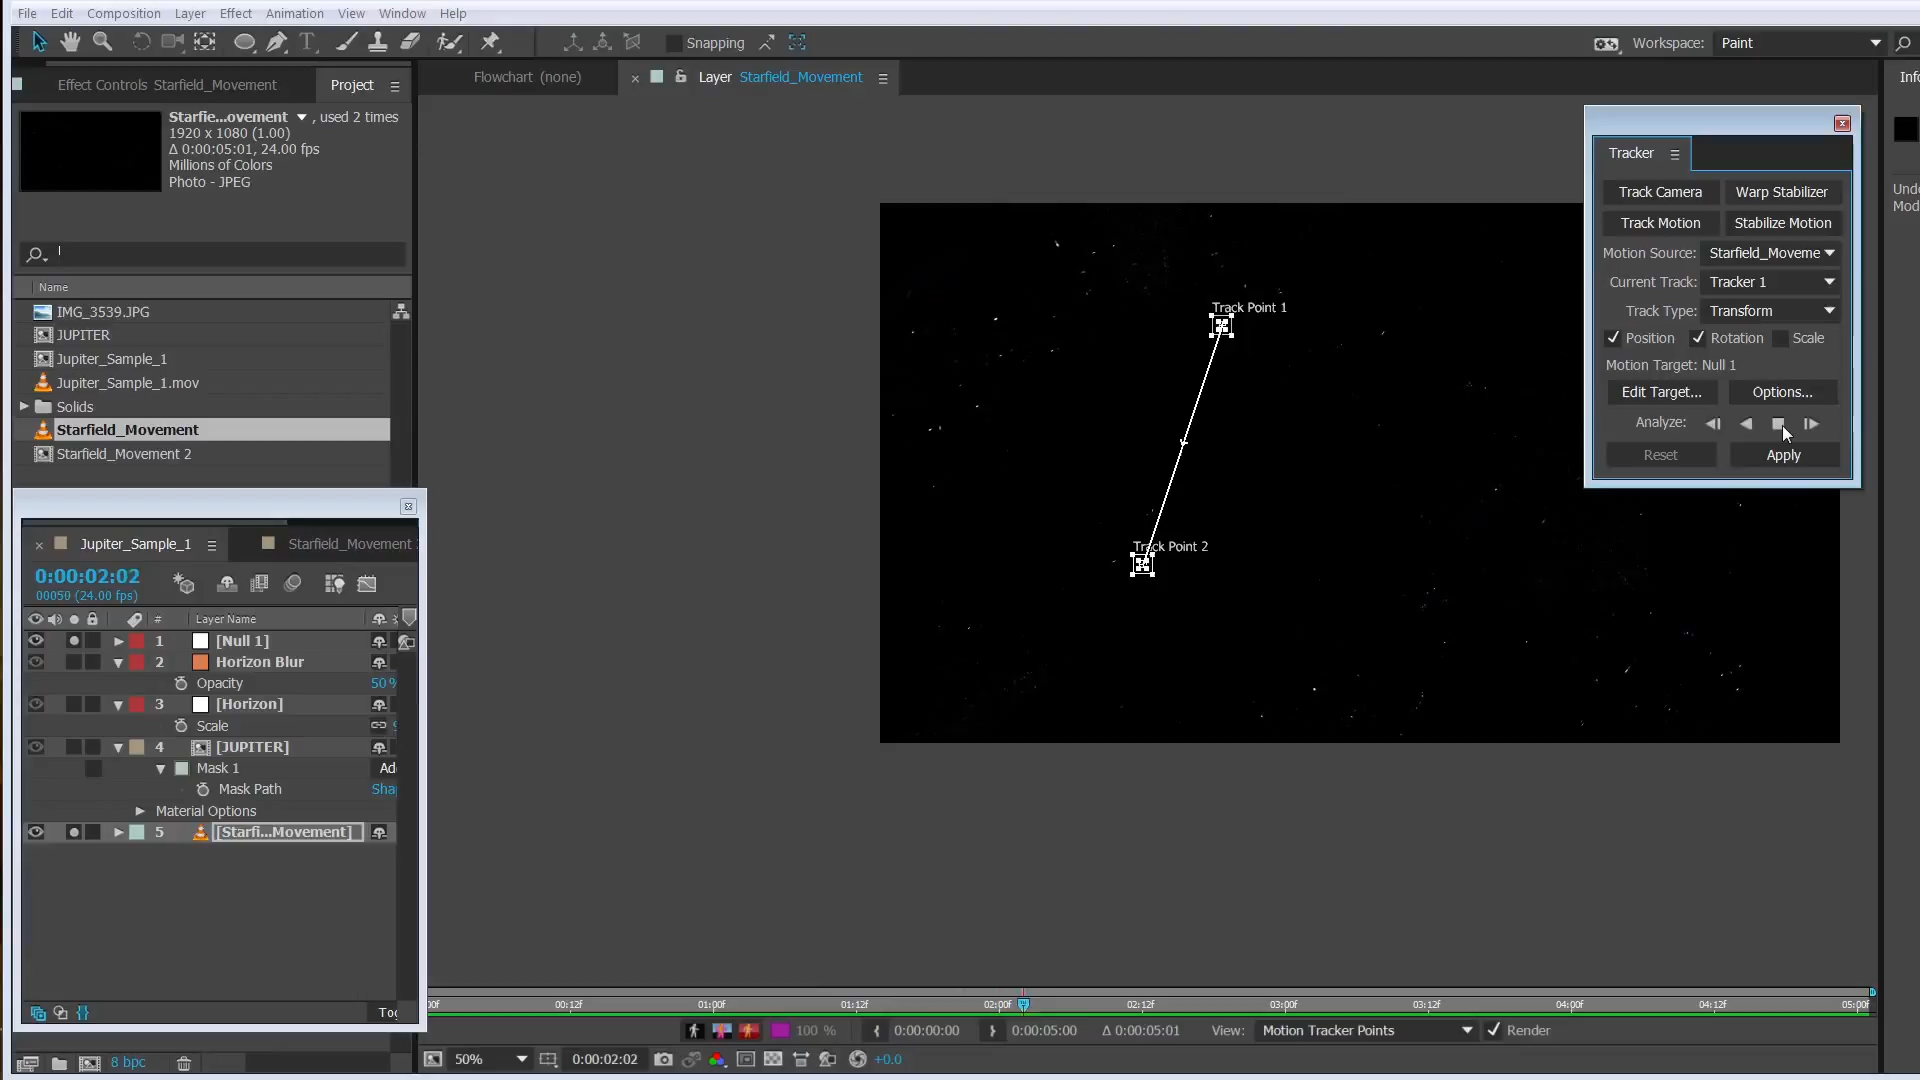 File Edit Composition Layer Effect Animation View Window Help
Snapping
Workspace: Paint
Effect Controls Starfield_Movement
Project
Flowchart (none)
Layer Starfield_Movement
Starfie...ovement , used 2 times
1920 x 1080 (1.00)
Δ 0:00:05:01, 24.00 fps
Millions of Colors
Photo - JPEG
Name
IMG_3539.JPG
JUPITER
Jupiter_Sample_1
Jupiter_Sample_1.mov
Solids
Starfield_Movement
Starfield_Movement 2
Jupiter_Sample_1
Starfield_Movement
0:00:02:02
00050 (24.00 fps)
# Layer Name
1 [Null 1]
2 Horizon Blur
Opacity 50%
3 [Horizon]
Scale
4 [JUPITER]
Mask 1
Mask Path
Material Options
5 [Starfi...Movement]
8 bpc
Track Point 1
Track Point 2
Tracker
Track Camera Warp Stabilizer
Track Motion Stabilize Motion
Motion Source: Starfield_Moveme
Current Track: Tracker 1
Track Type: Transform
Position Rotation Scale
Motion Target: Null 1
Edit Target... Options...
Analyze:
Reset Apply
00:12f 01:00f 01:12f 02:00f 02:12f 03:00f 03:12f 04:00f 04:12f 05:00f
100 % 0:00:00:00 0:00:05:00 Δ 0:00:05:01 View: Motion Tracker Points Render
50% 0:00:02:02 +0.0